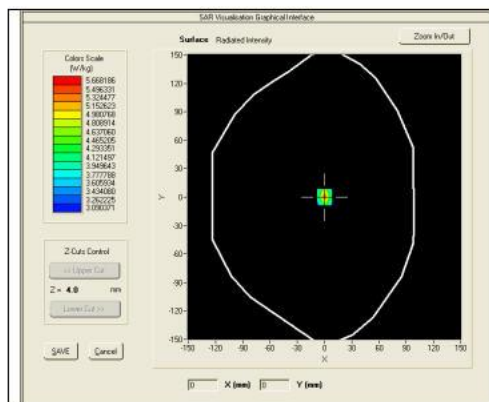 SAR Visualisation Graphical Interface
Surface Radiated Intensity
Zoom In/Out
Colors Scale
(W/kg)
5.668186
5.496331
5.324477
5.152623
4.980768
4.808914
4.637060
4.465205
4.293351
4.121497
3.949643
3.777788
3.605934
3.434080
3.262225
3.090371
Z-Cuts Control
<< Upper Cut
Z = 4.0 mm
Lower Cut >>
SAVE Cancel
150
120
90
60
30
0
-30
-60
-90
-120
-150
Y
-150 -120 -90 -60 -30 0 30 60 90 120 150
X
0 X (mm) 0 Y (mm)